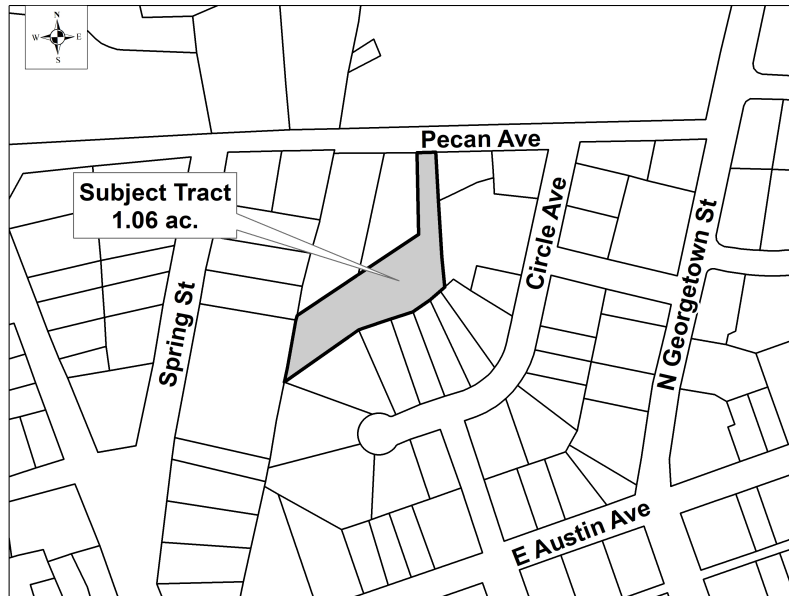 N
W E
S
Pecan Ave
Subject Tract
1.06 ac.
Circle Ave
N Georgetown St
Spring St
E Austin Ave